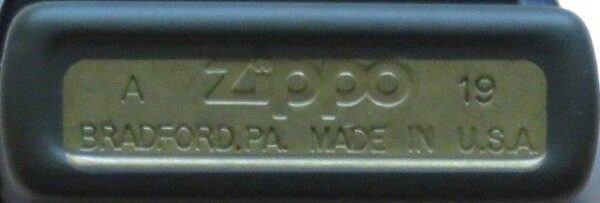 A Zippo 19
BRADFORD, PA. MADE IN U.S.A.